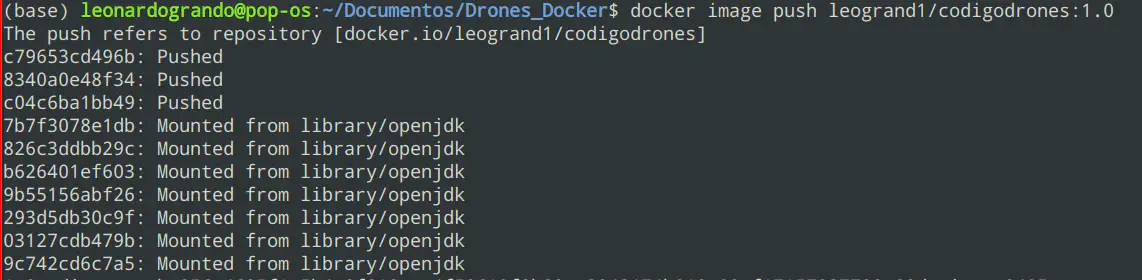 (base) leonardogrando@pop-os:~/Documentos/Drones_Docker$ docker image push leogrand1/codigodrones:1.0
The push refers to repository [docker.io/leogrand1/codigodrones]
c79653cd496b: Pushed
8340a0e48f34: Pushed
c04c6ba1bb49: Pushed
7b7f3078e1db: Mounted from library/openjdk
826c3ddbb29c: Mounted from library/openjdk
b626401ef603: Mounted from library/openjdk
9b55156abf26: Mounted from library/openjdk
293d5db30c9f: Mounted from library/openjdk
03127cdb479b: Mounted from library/openjdk
9c742cd6c7a5: Mounted from library/openjdk